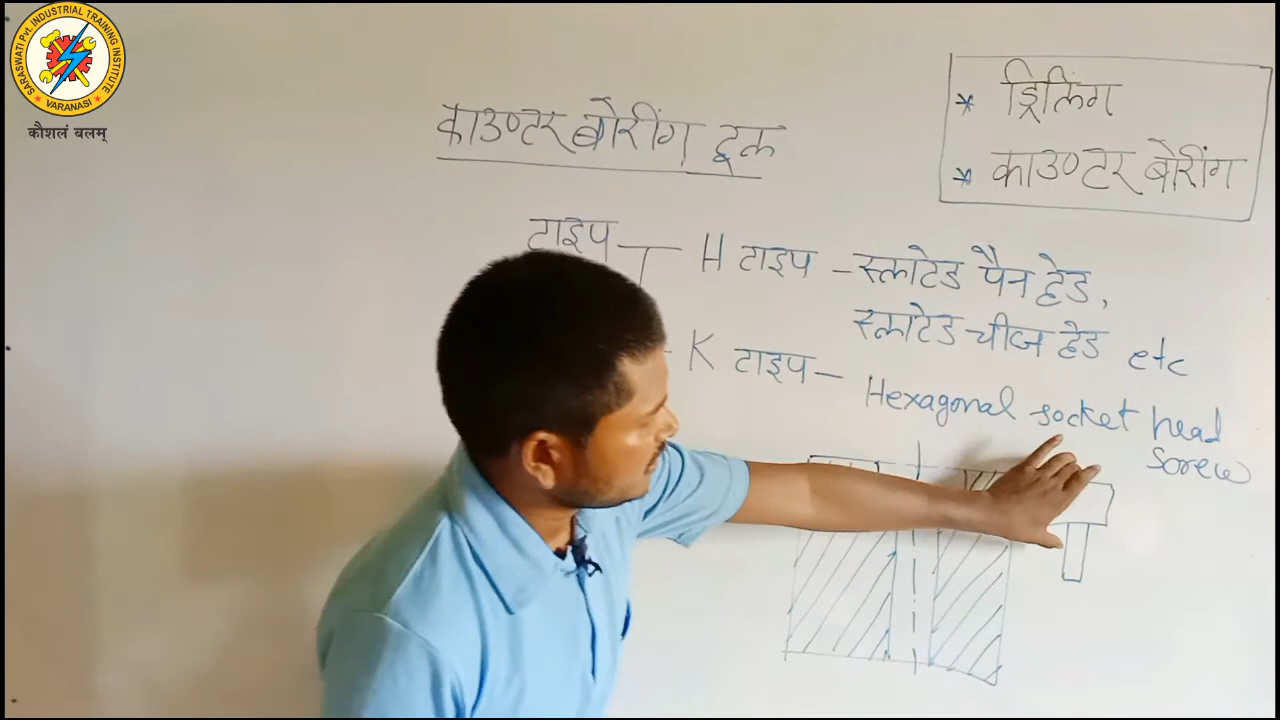 SARASWATI Pvt. INDUSTRIAL TRAINING INSTITUTE
VARANASI
कौशलं बलम्
* ड्रिलिंग
* काउण्टर बोरींग
काउण्टर बोरींग टूल
टाइप
H टाइप - स्लाटेड पैन हेड,
स्लाटेड चीज हेड etc
K टाइप - Hexagonal socket head
screw